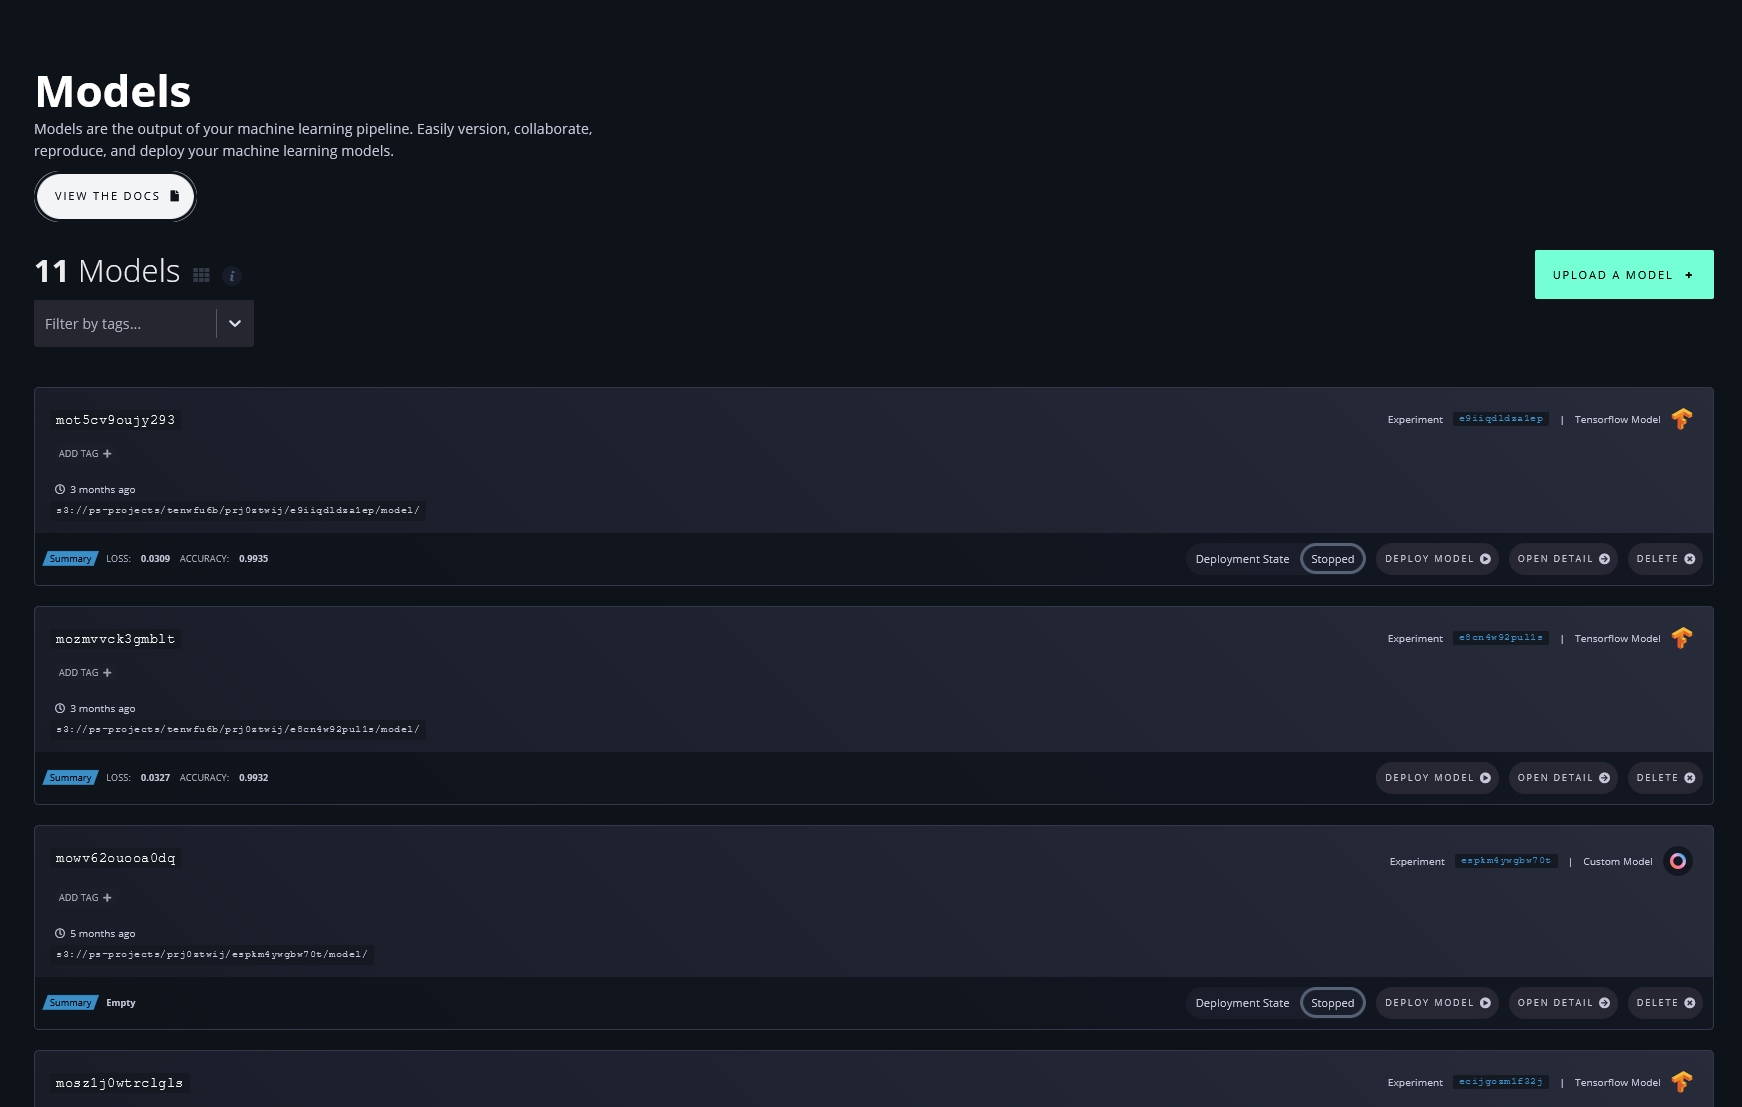 Models
Models are the output of your machine learning pipeline. Easily version, collaborate,
reproduce, and deploy your machine learning models.
VIEW THE DOCS
11 Models
UPLOAD A MODEL +
Filter by tags...
mot5cv9oujy293
Experiment e9iiqdldza1ep | Tensorflow Model
ADD TAG +
3 months ago
s3://ps-projects/tenwfu6b/prj0ztwij/e9iiqdldza1ep/model/
Summary LOSS: 0.0309 ACCURACY: 0.9935
Deployment State Stopped DEPLOY MODEL OPEN DETAIL DELETE
mozmvvck3gmblt
Experiment e8cn4w92pul1s | Tensorflow Model
ADD TAG +
3 months ago
s3://ps-projects/tenwfu6b/prj0ztwij/e8cn4w92pul1s/model/
Summary LOSS: 0.0327 ACCURACY: 0.9932
DEPLOY MODEL OPEN DETAIL DELETE
mowv62ouooa0dq
Experiment espkm4ywgbw70t | Custom Model
ADD TAG +
5 months ago
s3://ps-projects/prj0ztwij/espkm4ywgbw70t/model/
Summary Empty
Deployment State Stopped DEPLOY MODEL OPEN DETAIL DELETE
mosz1j0wtrclgls
Experiment ecijgozm1f32j | Tensorflow Model